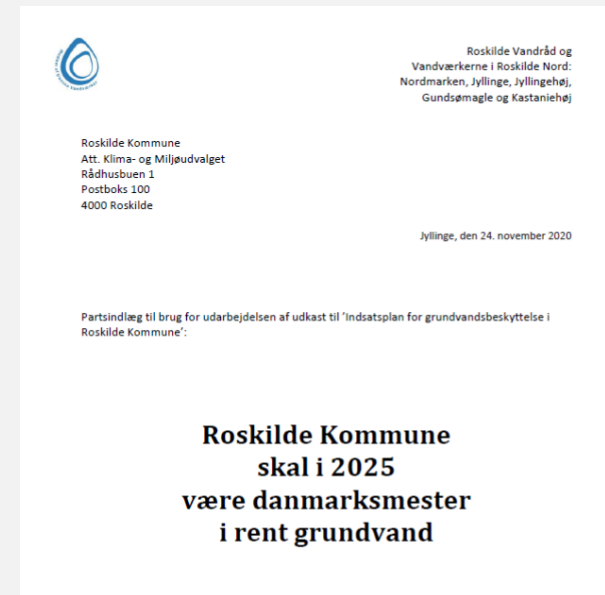 Roskilde Vandråd og
Vandværkerne i Roskilde Nord:
Nordmarken, Jyllinge, Jyllingehøj,
Gundsømagle og Kastaniehøj
Roskilde Kommune
Att. Klima- og Miljøudvalget
Rådhusbuen 1
Postboks 100
4000 Roskilde
Jyllinge, den 24. november 2020
Partsindlæg til brug for udarbejdelsen af udkast til 'Indsatsplan for grundvandsbeskyttelse i
Roskilde Kommune':
Roskilde Kommune
skal i 2025
være danmarksmester
i rent grundvand